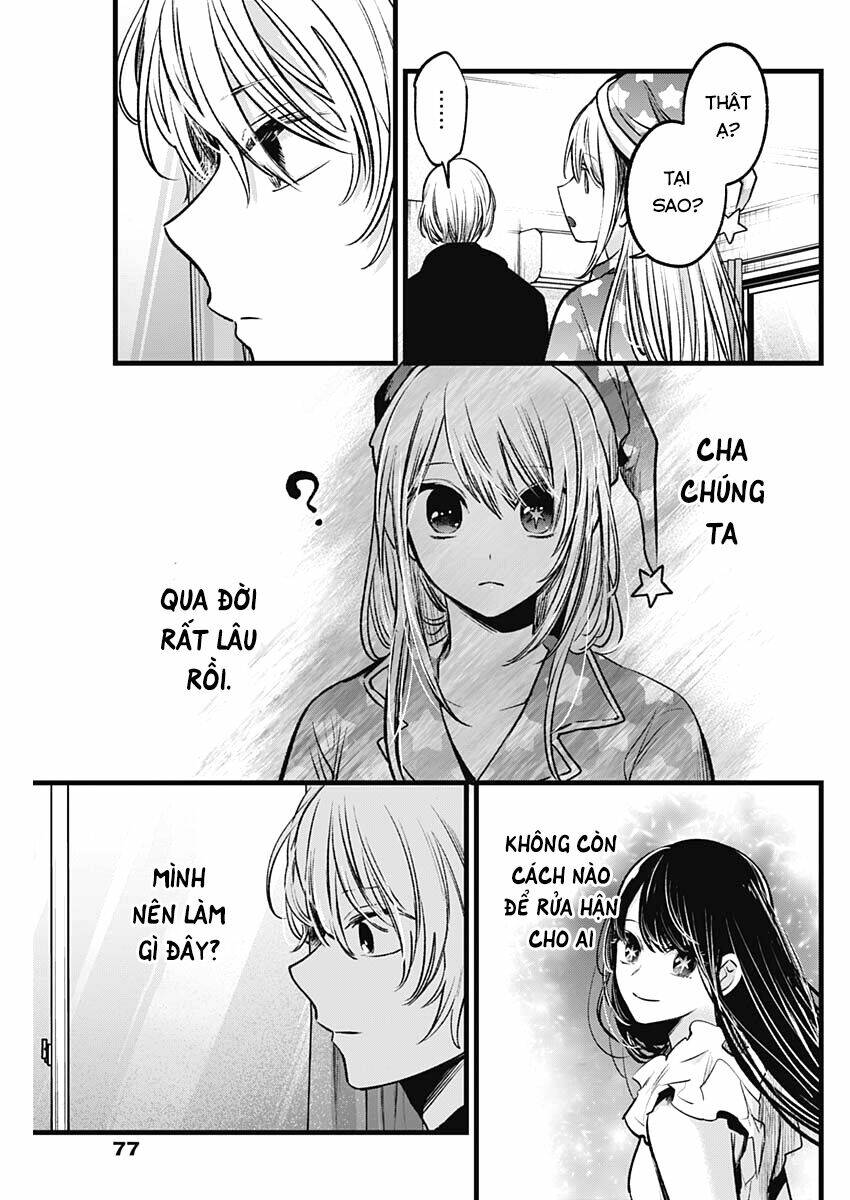 THẬT
Ạ?
TẠI
SAO?
......
CHA
CHÚNG
TA
?
QUA ĐỜI
RẤT LÂU
RỒI.
KHÔNG CÒN
CÁCH NÀO
ĐỂ RỬA HẬN
CHO AI
MÌNH
NÊN LÀM
GÌ ĐÂY?
77